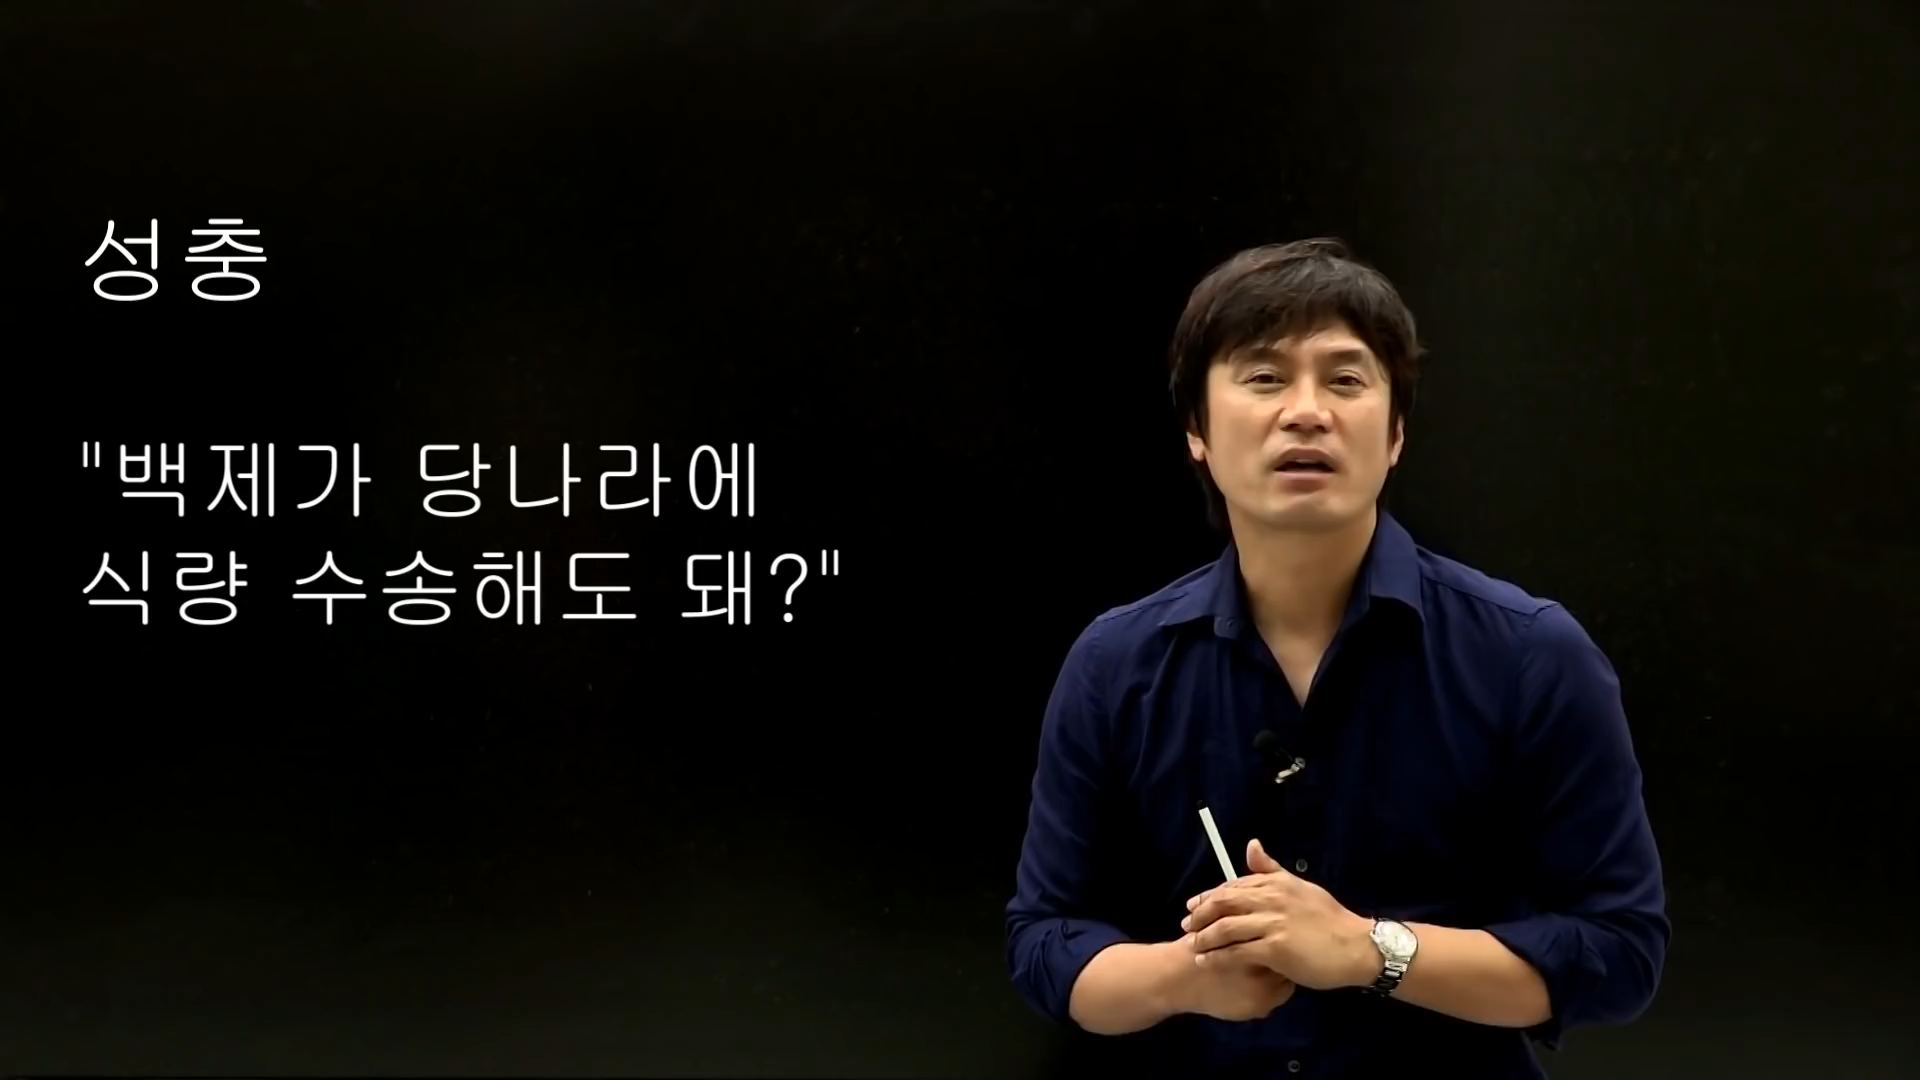 성충
"백제가 당나라에
식량 수송해도 돼?"